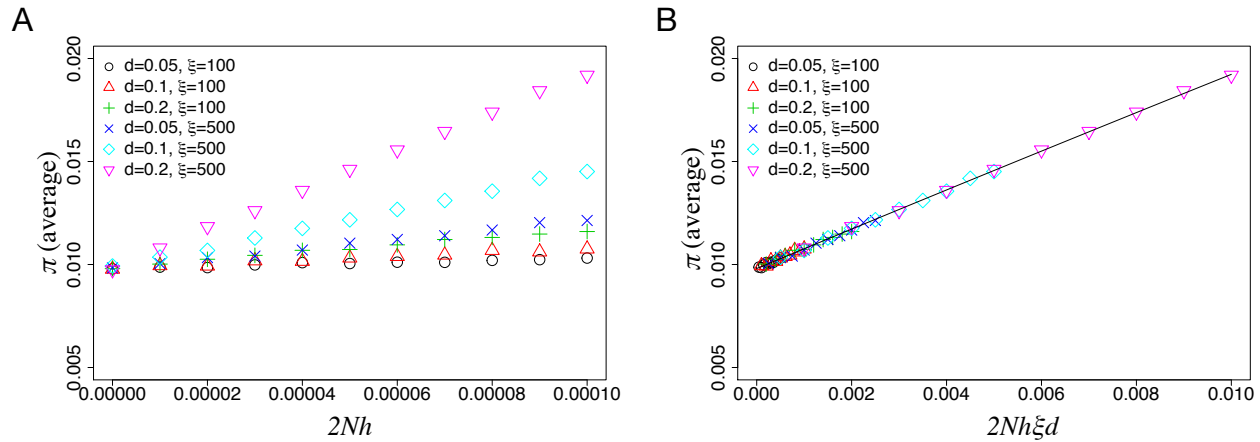 A
π (average)
0.005 0.010 0.015 0.020
d=0.05, ξ=100
d=0.1, ξ=100
d=0.2, ξ=100
d=0.05, ξ=500
d=0.1, ξ=500
d=0.2, ξ=500
0.00000 0.00002 0.00004 0.00006 0.00008 0.00010
2Nh
B
π (average)
0.005 0.010 0.015 0.020
d=0.05, ξ=100
d=0.1, ξ=100
d=0.2, ξ=100
d=0.05, ξ=500
d=0.1, ξ=500
d=0.2, ξ=500
0.000 0.002 0.004 0.006 0.008 0.010
2Nhξd